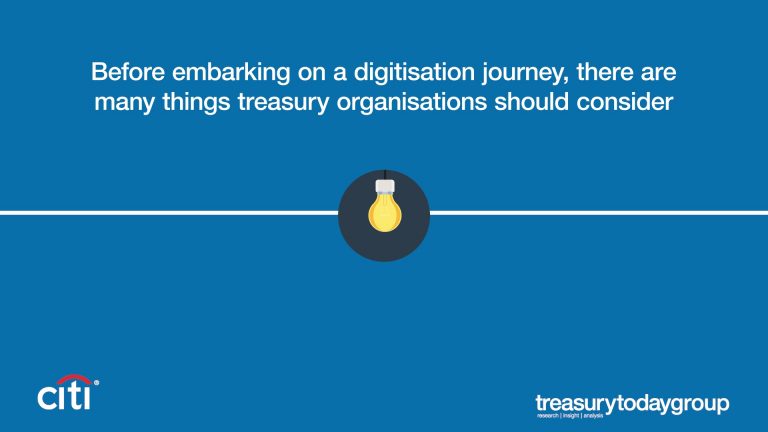 Before embarking on a digitisation journey, there are
many things treasury organisations should consider
citi®
treasurytodaygroup
research | insight | analysis